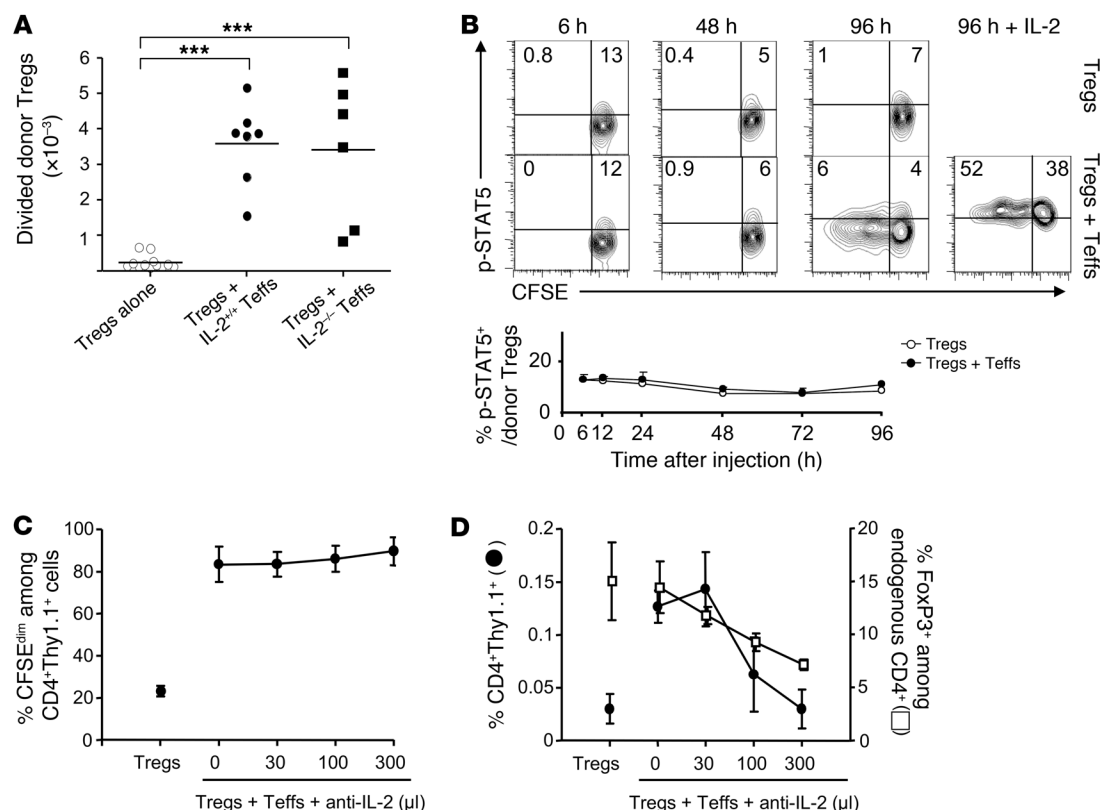 A
***
***
Divided donor Tregs
(×10⁻³)
6
5
4
3
2
1
Tregs alone
Tregs +
IL-2⁺/⁺ Teffs
Tregs +
IL-2⁻/⁻ Teffs
B
6 h
48 h
96 h
96 h + IL-2
0.8
13
0.4
5
1
7
Tregs
0
12
0.9
6
6
4
52
38
Tregs + Teffs
p-STAT5
CFSE
% p-STAT5⁺
/donor Tregs
20
0
Tregs
Tregs + Teffs
0 6 12 24 48 72 96
Time after injection (h)
C
% CFSEᵈⁱᵐ among
CD4⁺Thy1.1⁺ cells
100
80
60
40
20
0
Tregs
0 30 100 300
Tregs + Teffs + anti-IL-2 (µl)
D
% CD4⁺Thy1.1⁺ (●)
0.2
0.15
0.1
0.05
0
20
15
10
5
0
% FoxP3⁺ among
endogenous CD4⁺ (□)
Tregs
0 30 100 300
Tregs + Teffs + anti-IL-2 (µl)